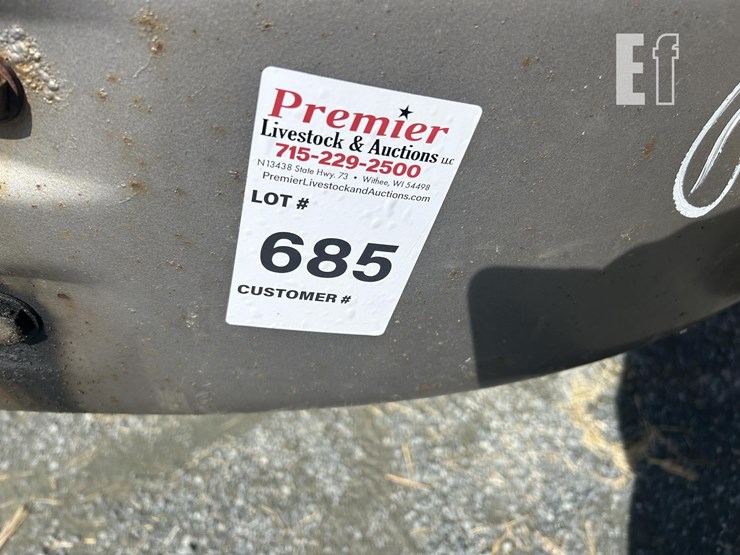 Ef
Premier
Livestock & Auctions LLC
715-229-2500
N13438 State Hwy. 73 • Withee, WI 54498
PremierLivestockandAuctions.com
LOT #
685
CUSTOMER #